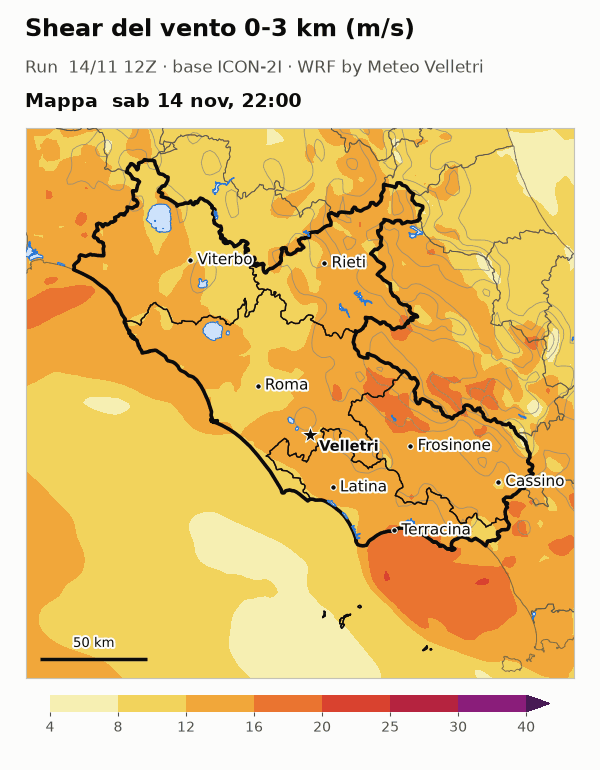 Shear del vento 0-3 km (m/s)
Run  14/11 12Z · base ICON-2I · WRF by Meteo Velletri
Mappa  sab 14 nov, 22:00
Viterbo
Rieti
Roma
Velletri
Frosinone
Cassino
Latina
Terracina
50 km
4 8 12 16 20 25 30 40